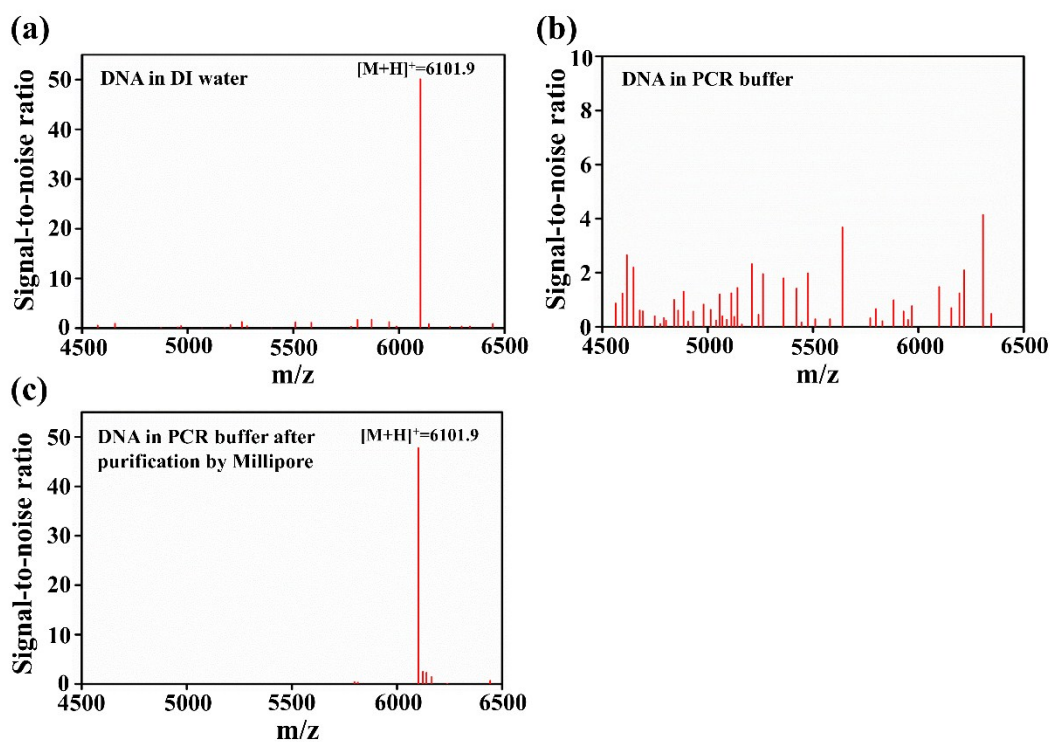 (a)
DNA in DI water
[M+H]+=6101.9
Signal-to-noise ratio
50
40
30
20
10
0
4500 5000 5500 6000 6500
m/z
(b)
DNA in PCR buffer
Signal-to-noise ratio
10
8
6
4
2
0
4500 5000 5500 6000 6500
m/z
(c)
DNA in PCR buffer after
purification by Millipore
[M+H]+=6101.9
Signal-to-noise ratio
50
40
30
20
10
0
4500 5000 5500 6000 6500
m/z